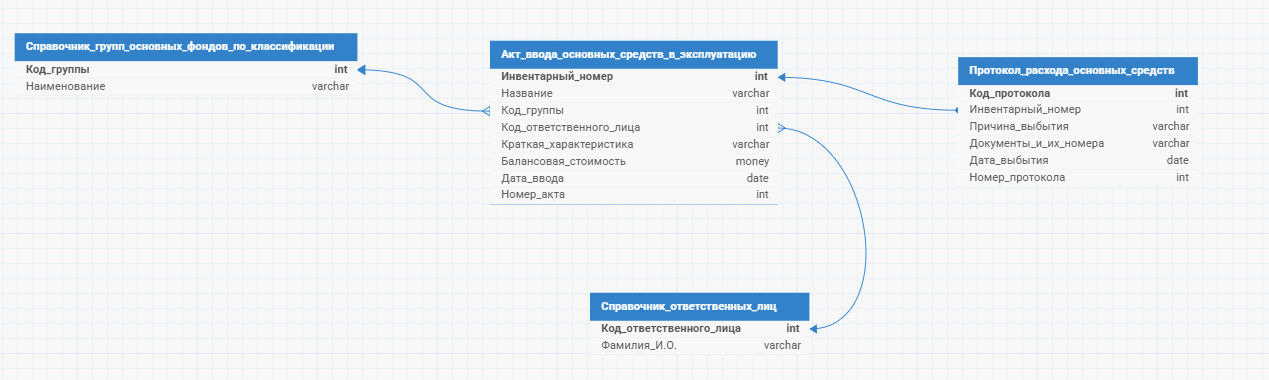 Справочник_групп_основных_фондов_по_классификации
Код_группы int
Наименование varchar
Акт_ввода_основных_средств_в_эксплуатацию
Инвентарный_номер int
Название varchar
Код_группы int
Код_ответственного_лица int
Краткая_характеристика varchar
Балансовая_стоимость money
Дата_ввода date
Номер_акта int
Протокол_расхода_основных_средств
Код_протокола int
Инвентарный_номер int
Причина_выбытия varchar
Документы_и_их_номера varchar
Дата_выбытия date
Номер_протокола int
Справочник_ответственных_лиц
Код_ответственного_лица int
Фамилия_И.О. varchar